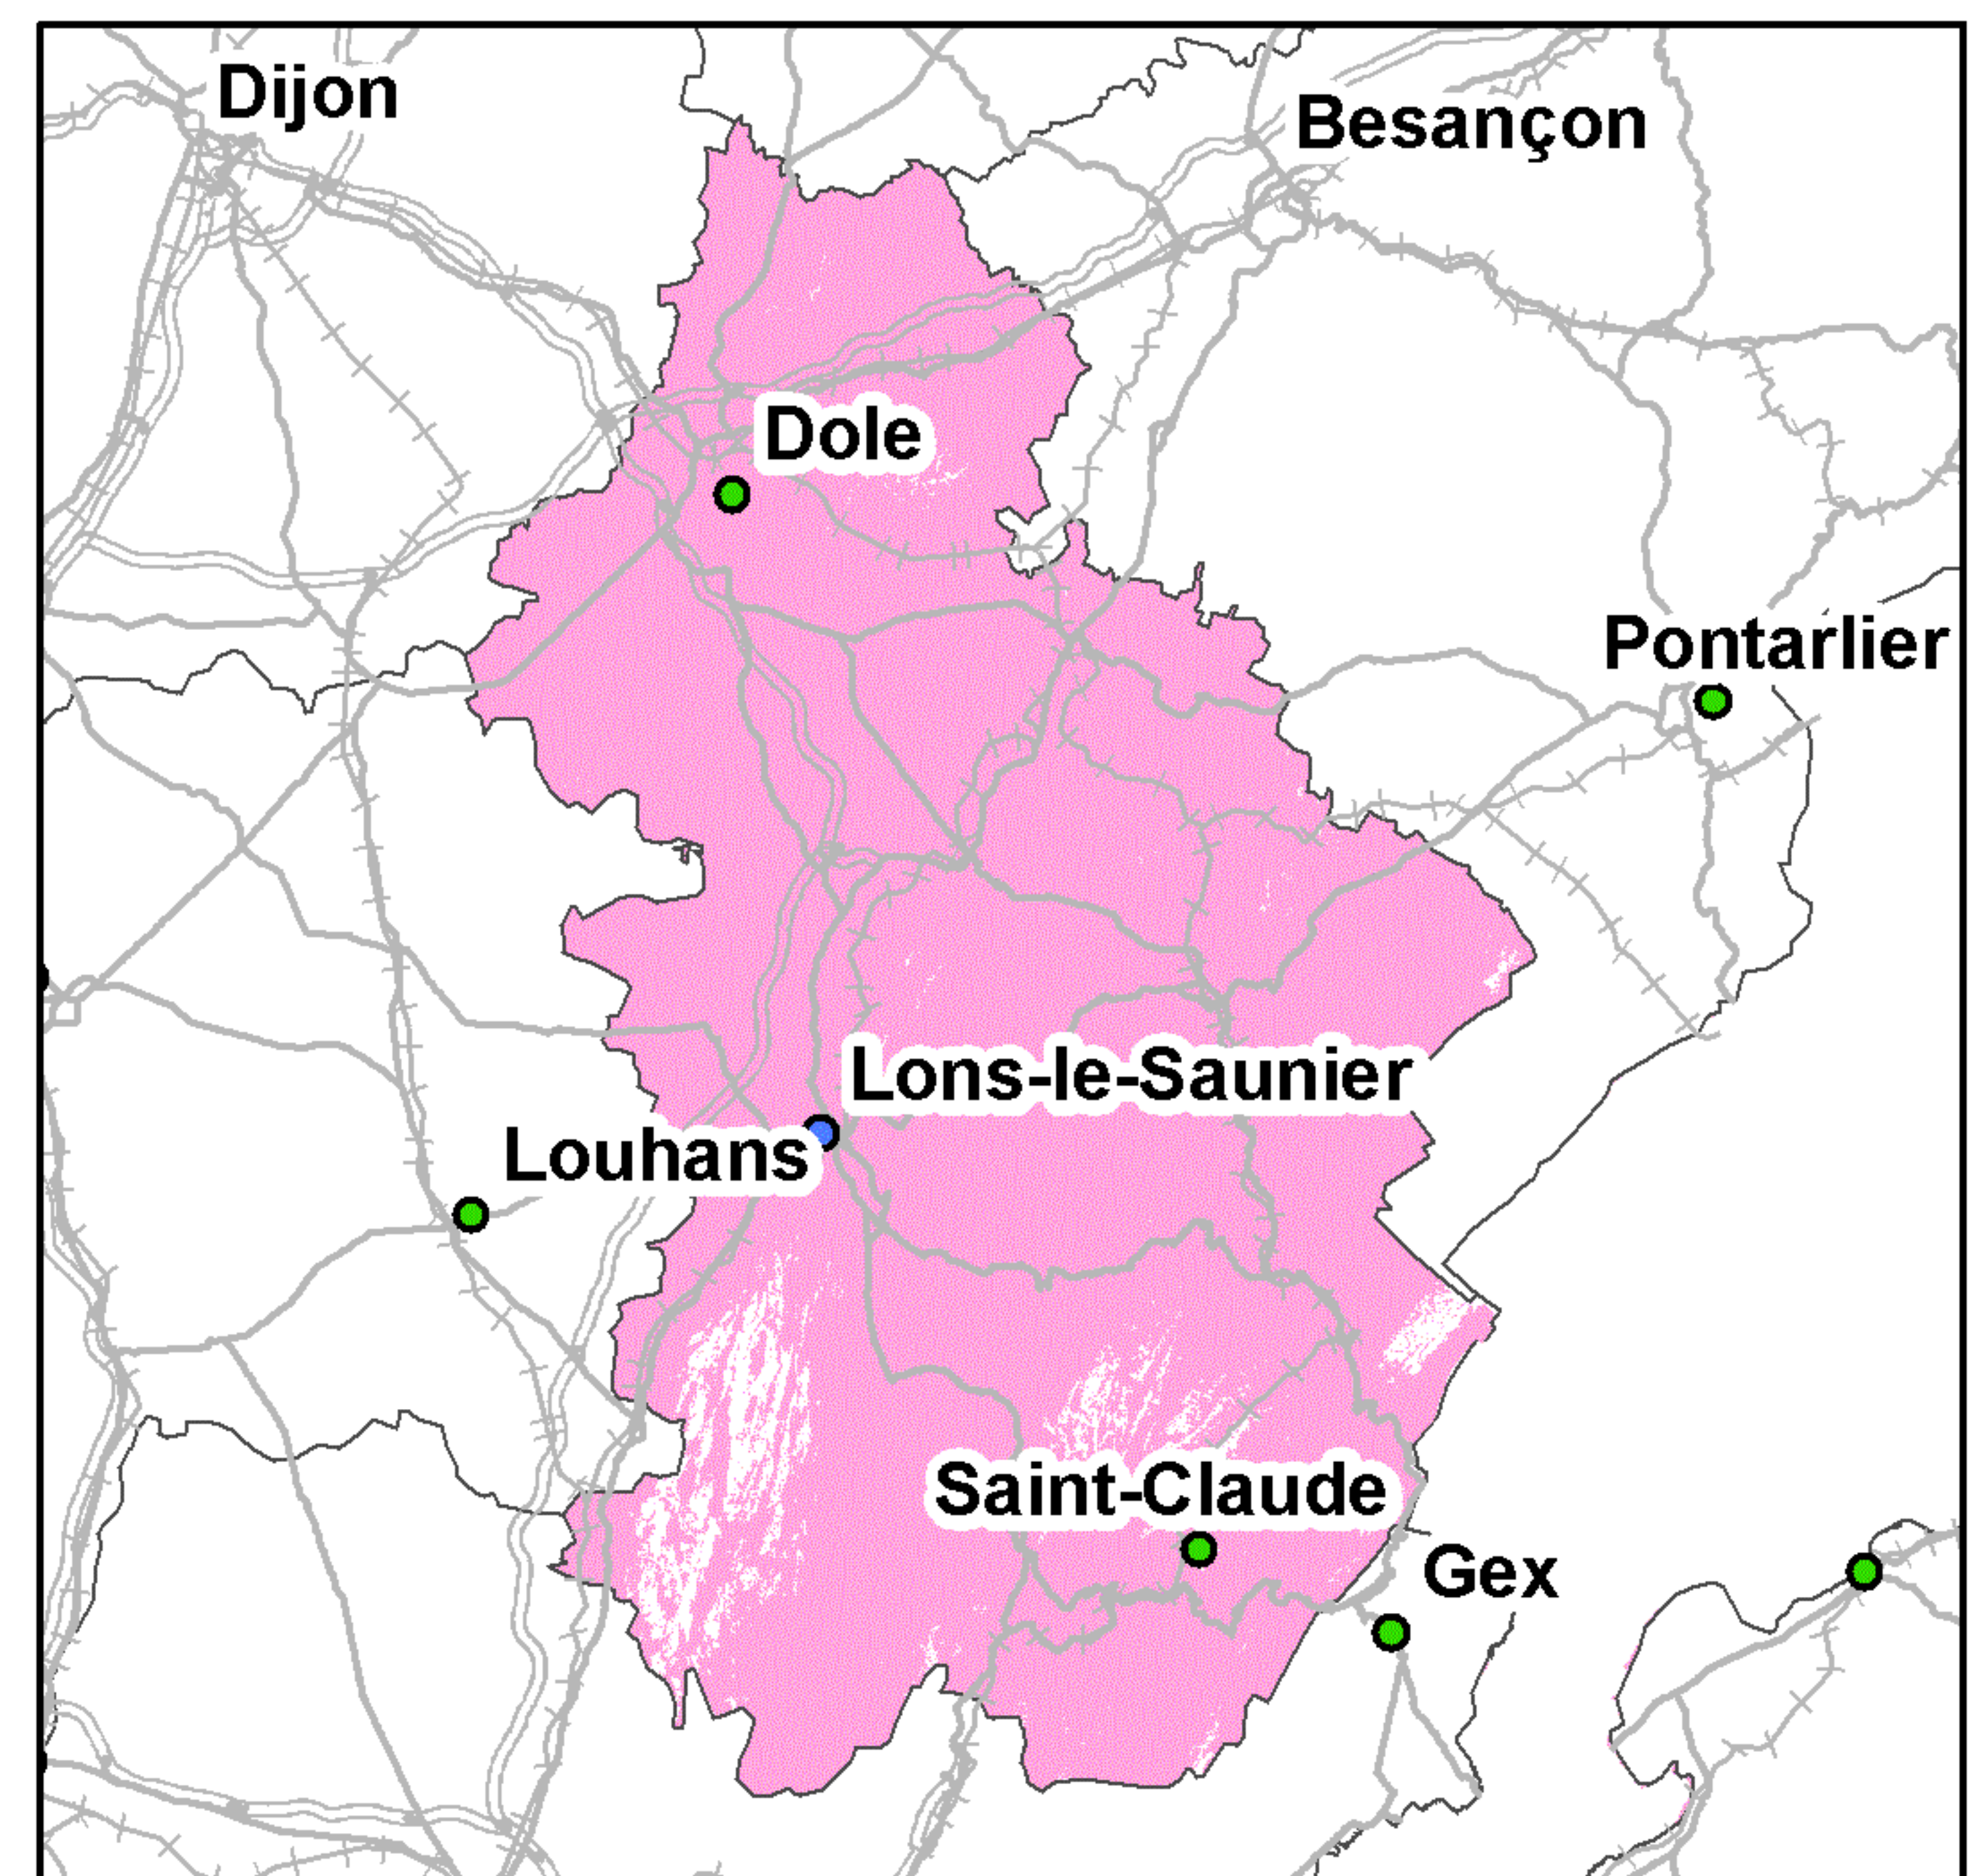 Dijon
Besançon
Dole
Pontarlier
Lons-le-Saunier
Louhans
Saint-Claude
Gex